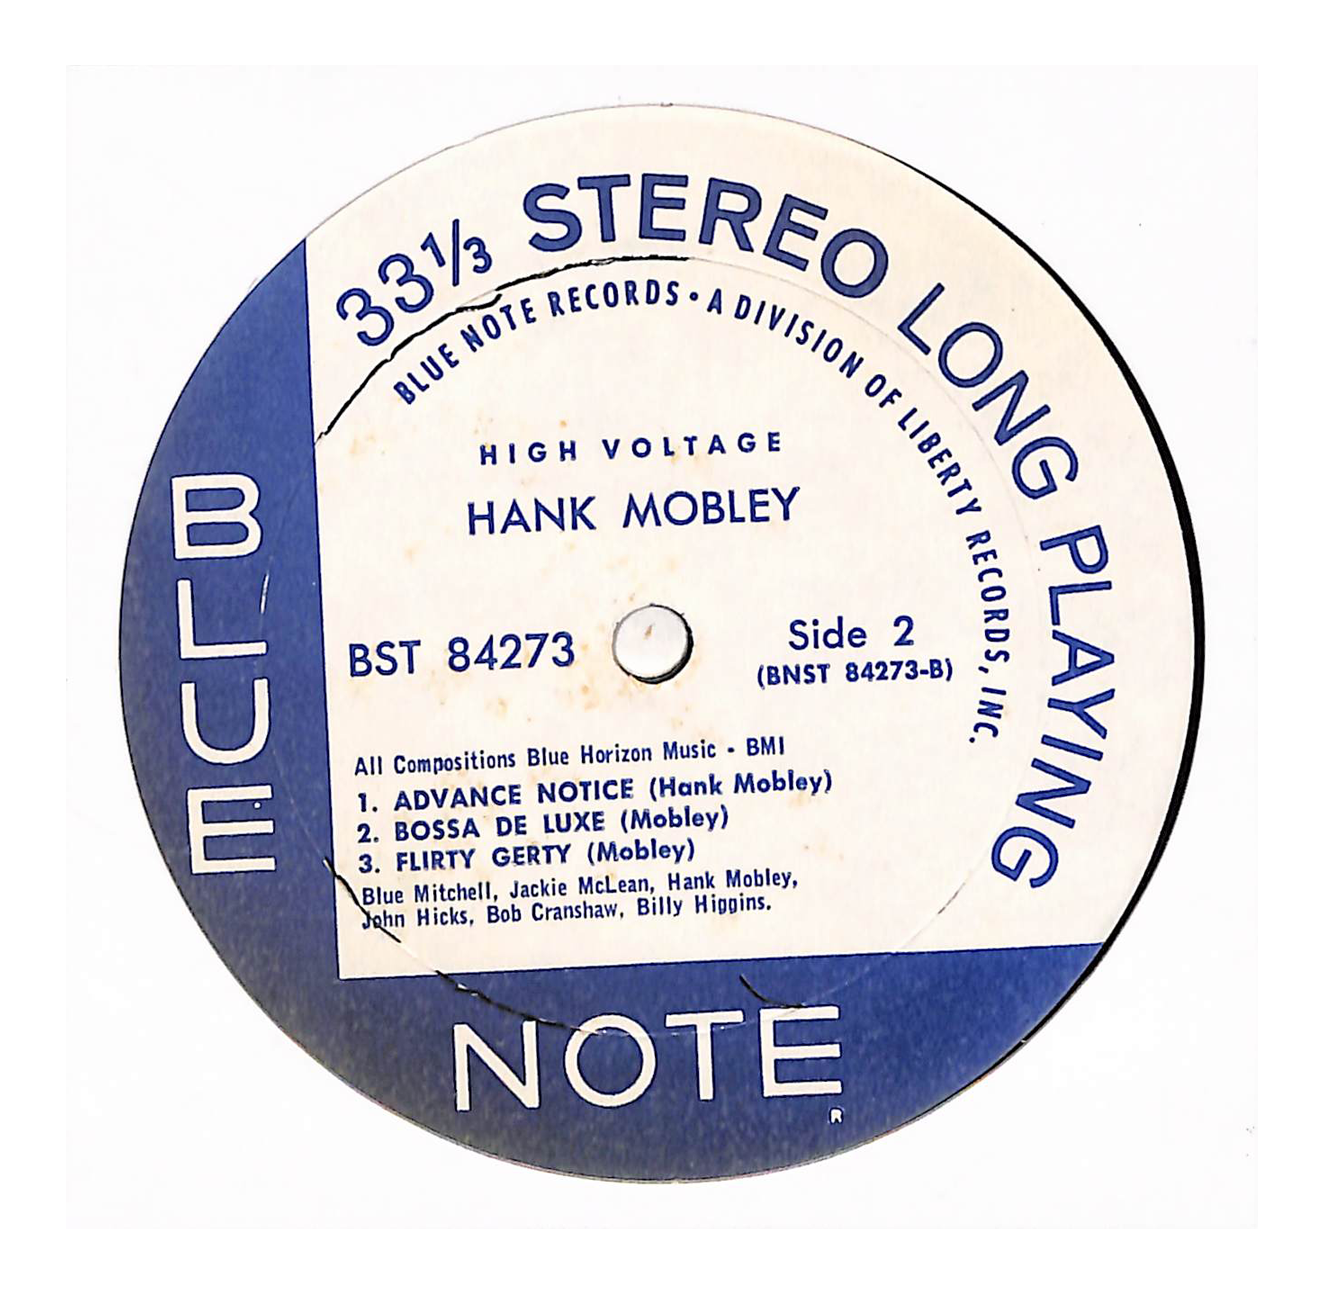 33⅓ STEREO LONG PLAYING
BLUE NOTE RECORDS • A DIVISION OF LIBERTY RECORDS, INC.
HIGH VOLTAGE
HANK MOBLEY
BST 84273
Side 2
(BNST 84273-B)
All Compositions Blue Horizon Music - BMI
1. ADVANCE NOTICE (Hank Mobley)
2. BOSSA DE LUXE (Mobley)
3. FLIRTY GERTY (Mobley)
Blue Mitchell, Jackie McLean, Hank Mobley,
John Hicks, Bob Cranshaw, Billy Higgins.
BLUE
NOTE
R